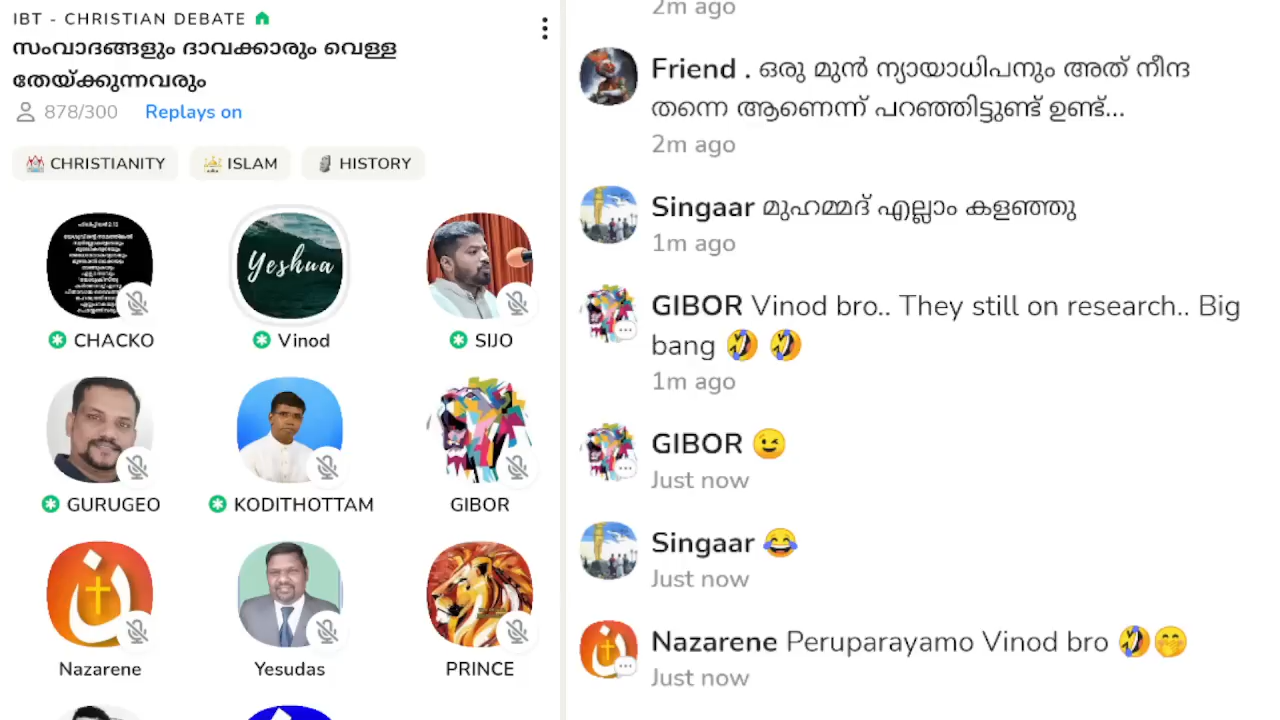 IBT - CHRISTIAN DEBATE
സംവാദങ്ങളും ദാവക്കാരും വെള്ള
തേയ്ക്കുന്നവരും
878/300 Replays on
CHRISTIANITY ISLAM HISTORY
Yeshua
CHACKO Vinod SIJO
GURUGEO KODITHOTTAM GIBOR
Nazarene Yesudas PRINCE
2m ago
Friend . ഒരു മുൻ ന്യായാധിപനും അത് നീന്ദ
തന്നെ ആണെന്ന് പറഞ്ഞിട്ടുണ്ട് ഉണ്ട്...
2m ago
Singaar മുഹമ്മദ് എല്ലാം കളഞ്ഞു
1m ago
GIBOR Vinod bro.. They still on research.. Big
bang 🤣 🤣
1m ago
GIBOR 😉
Just now
Singaar 😂
Just now
Nazarene Peruparayamo Vinod bro 🤣🤭
Just now